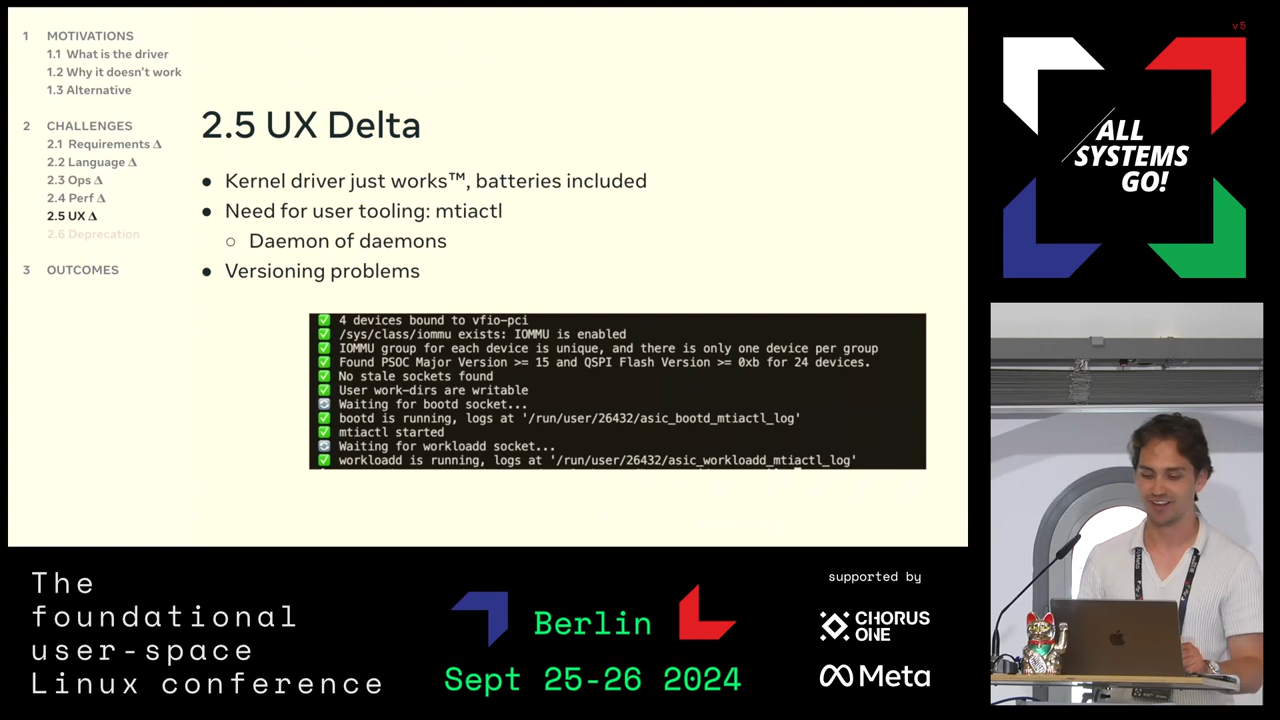 1 MOTIVATIONS
1.1 What is the driver
1.2 Why it doesn't work
1.3 Alternative
2 CHALLENGES
2.1 Requirements Δ
2.2 Language Δ
2.3 Ops Δ
2.4 Perf Δ
2.5 UX Δ
2.6 Deprecation
3 OUTCOMES
2.5 UX Delta
● Kernel driver just works™, batteries included
● Need for user tooling: mtiactl
○ Daemon of daemons
● Versioning problems
✅ 4 devices bound to vfio-pci
✅ /sys/class/iommu exists: IOMMU is enabled
✅ IOMMU group for each device is unique, and there is only one device per group
✅ Found PSOC Major Version >= 15 and QSPI Flash Version >= 0xb for 24 devices.
✅ No stale sockets found
✅ User work-dirs are writable
🔄 Waiting for bootd socket...
✅ bootd is running, logs at '/run/user/26432/asic_bootd_mtiactl_log'
✅ mtiactl started
🔄 Waiting for workloadd socket...
✅ workloadd is running, logs at '/run/user/26432/asic_workloadd_mtiactl_log'
v5
ALL
SYSTEMS
GO!
The
foundational
user-space
Linux conference
Berlin
Sept 25-26 2024
supported by
CHORUS
ONE
Meta